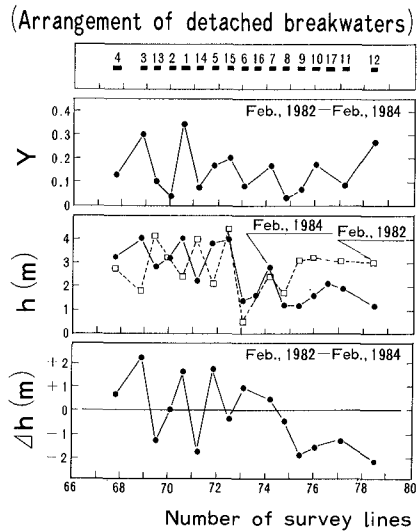 (Arrangement of detached breakwaters)
4 3 13 2 1 14 5 15 6 16 7 8 9 10 17 11 12
Feb., 1982—Feb., 1984
0.4
0.3
0.2
0.1
0
Y
Feb., 1984
Feb., 1982
4
3
2
1
0
h (m)
Feb., 1982—Feb., 1984
+2
+1
0
−1
−2
Δh (m)
66 68 70 72 74 76 78 80
Number of survey lines